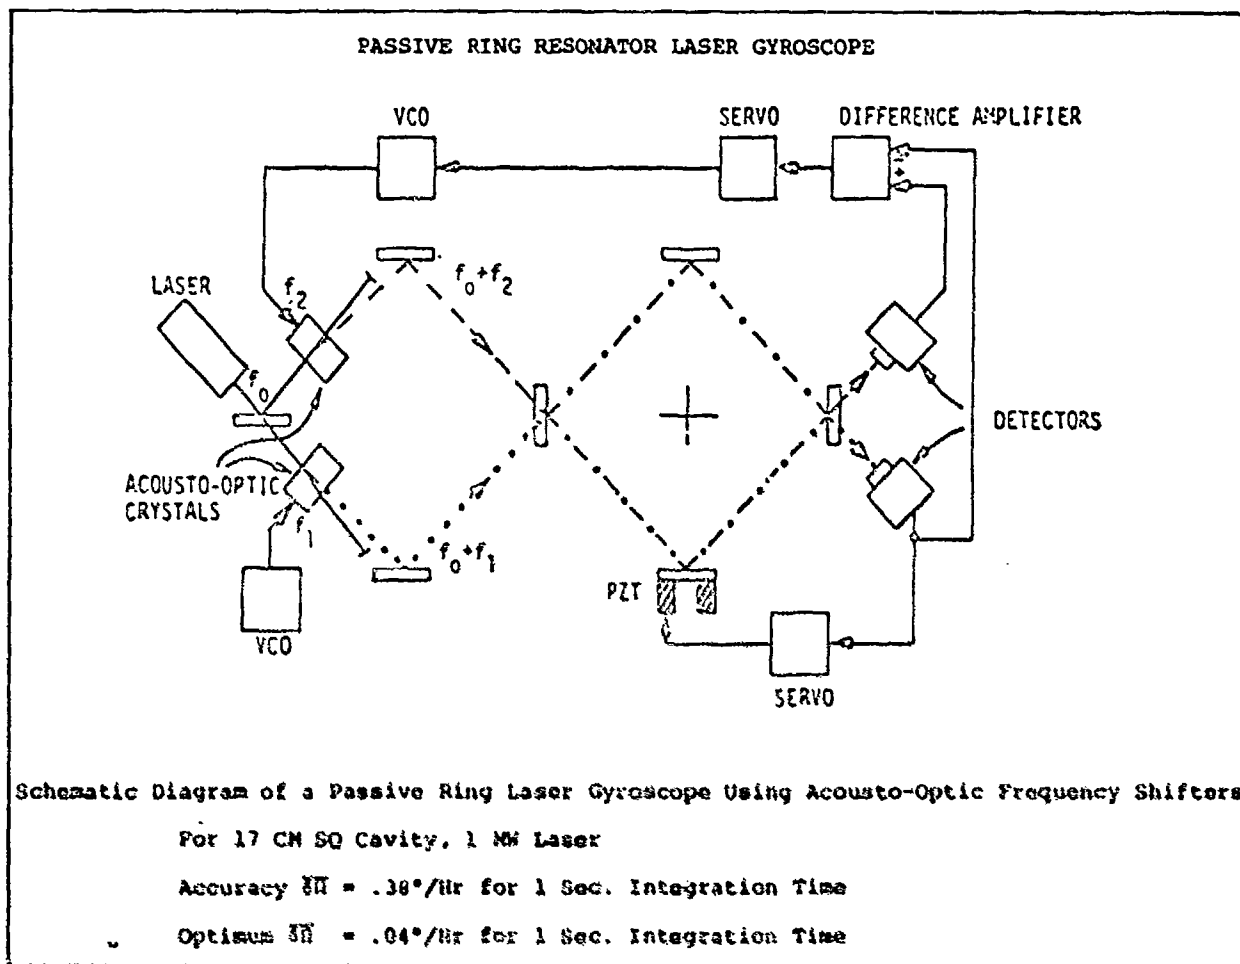 PASSIVE RING RESONATOR LASER GYROSCOPE
VCO
SERVO
DIFFERENCE AMPLIFIER
- +
LASER
f2
f0+f2
f0
DETECTORS
ACOUSTO-OPTIC
CRYSTALS
f1
f0+f1
PZT
VCO
SERVO
Schematic Diagram of a Passive Ring Laser Gyroscope Using Acousto-Optic Frequency Shifters
For 17 CM SQ Cavity, 1 MW Laser
Accuracy = .38°/Hr for 1 Sec. Integration Time
Optimum = .04°/Hr for 1 Sec. Integration Time